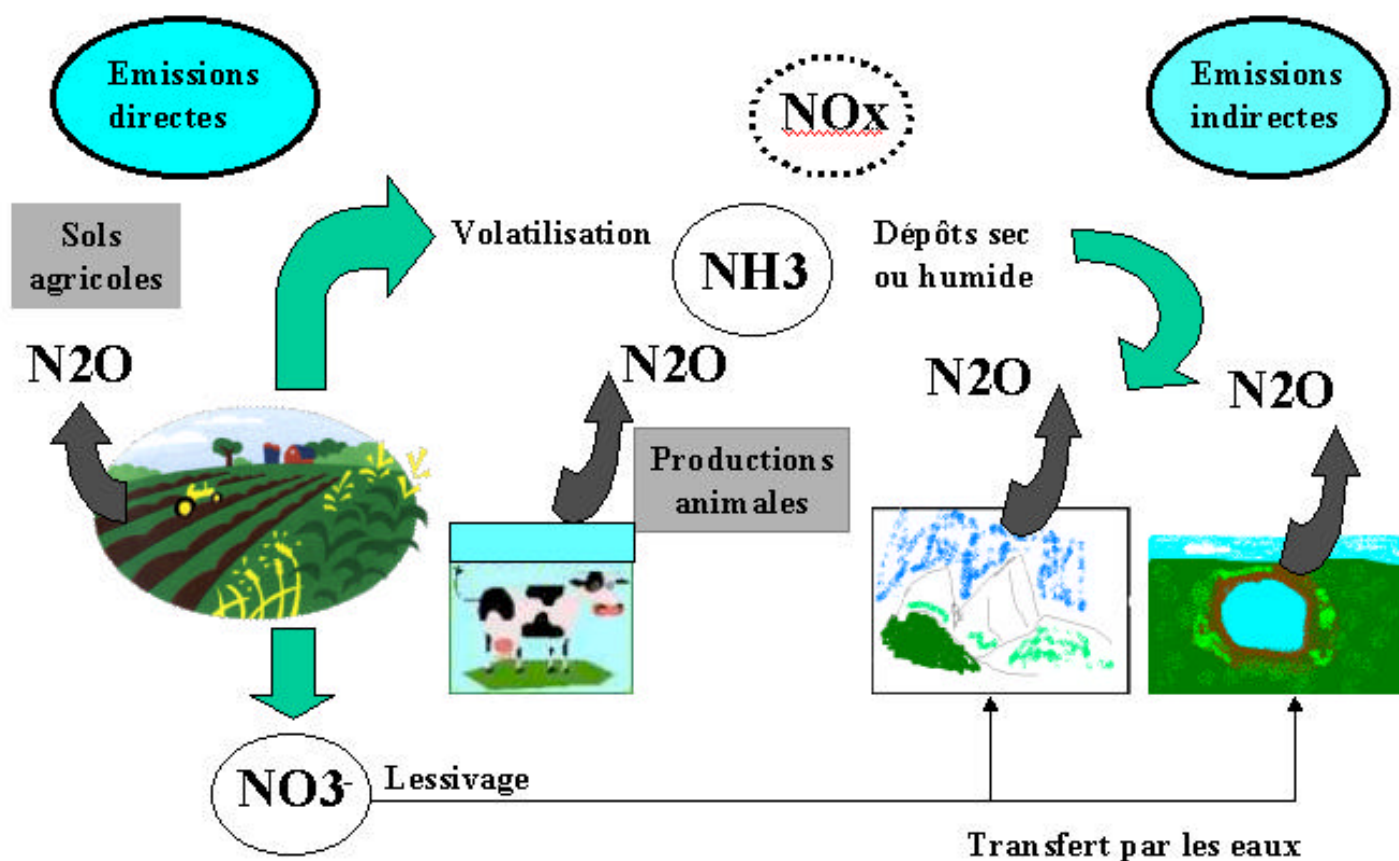 Emissions
directes
NOx
Emissions
indirectes
Sols
agricoles
Volatilisation
NH3
Dépôts sec
ou humide
N2O
N2O
N2O
N2O
Productions
animales
NO3-
Lessivage
Transfert par les eaux